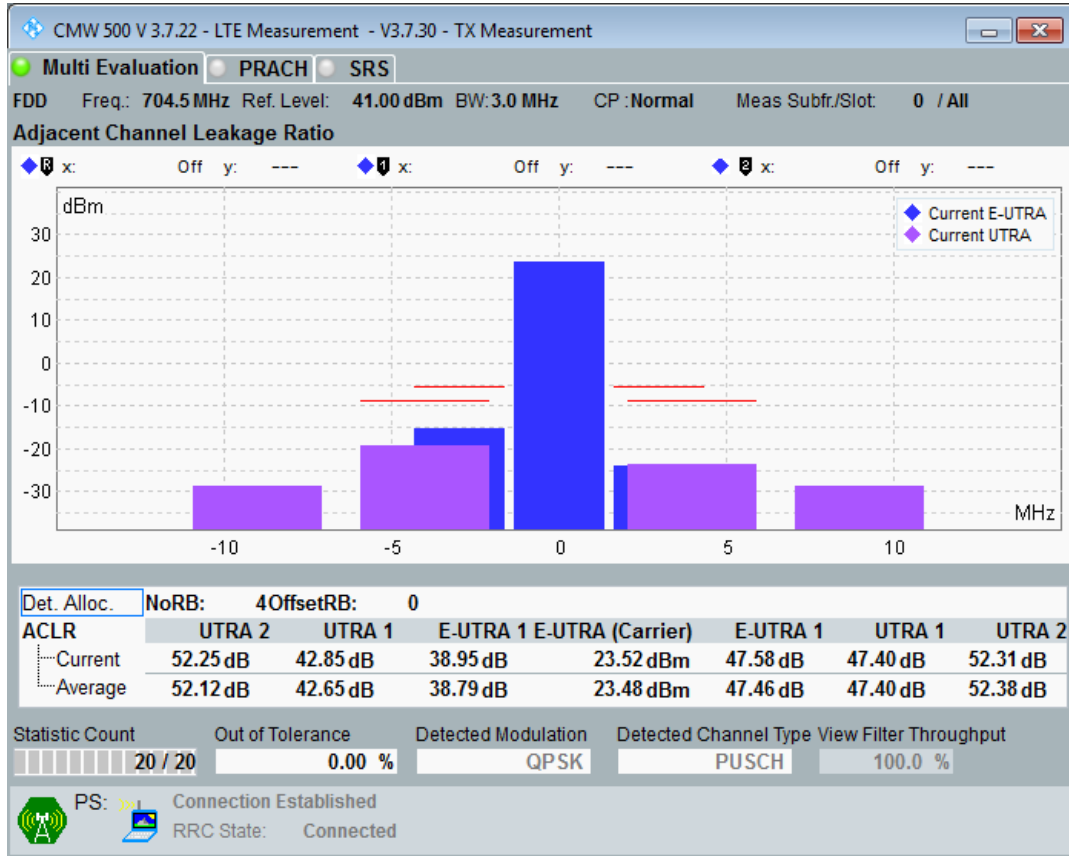 CMW 500 V 3.7.22 - LTE Measurement - V3.7.30 - TX Measurement
Multi Evaluation PRACH SRS
FDD Freq.: 704.5 MHz Ref. Level: 41.00 dBm BW: 3.0 MHz CP : Normal Meas Subfr./Slot: 0 / All
Adjacent Channel Leakage Ratio
R x: Off y: --- 1 x: Off y: --- 2 x: Off y: ---
dBm
Current E-UTRA
Current UTRA
30
20
10
0
-10
-20
-30
MHz
-10 -5 0 5 10
Det. Alloc. NoRB: 4 OffsetRB: 0
ACLR UTRA 2 UTRA 1 E-UTRA 1 E-UTRA (Carrier) E-UTRA 1 UTRA 1 UTRA 2
Current 52.25 dB 42.85 dB 38.95 dB 23.52 dBm 47.58 dB 47.40 dB 52.31 dB
Average 52.12 dB 42.65 dB 38.79 dB 23.48 dBm 47.46 dB 47.40 dB 52.38 dB
Statistic Count Out of Tolerance Detected Modulation Detected Channel Type View Filter Throughput
20 / 20 0.00 % QPSK PUSCH 100.0 %
PS: Connection Established
RRC State: Connected